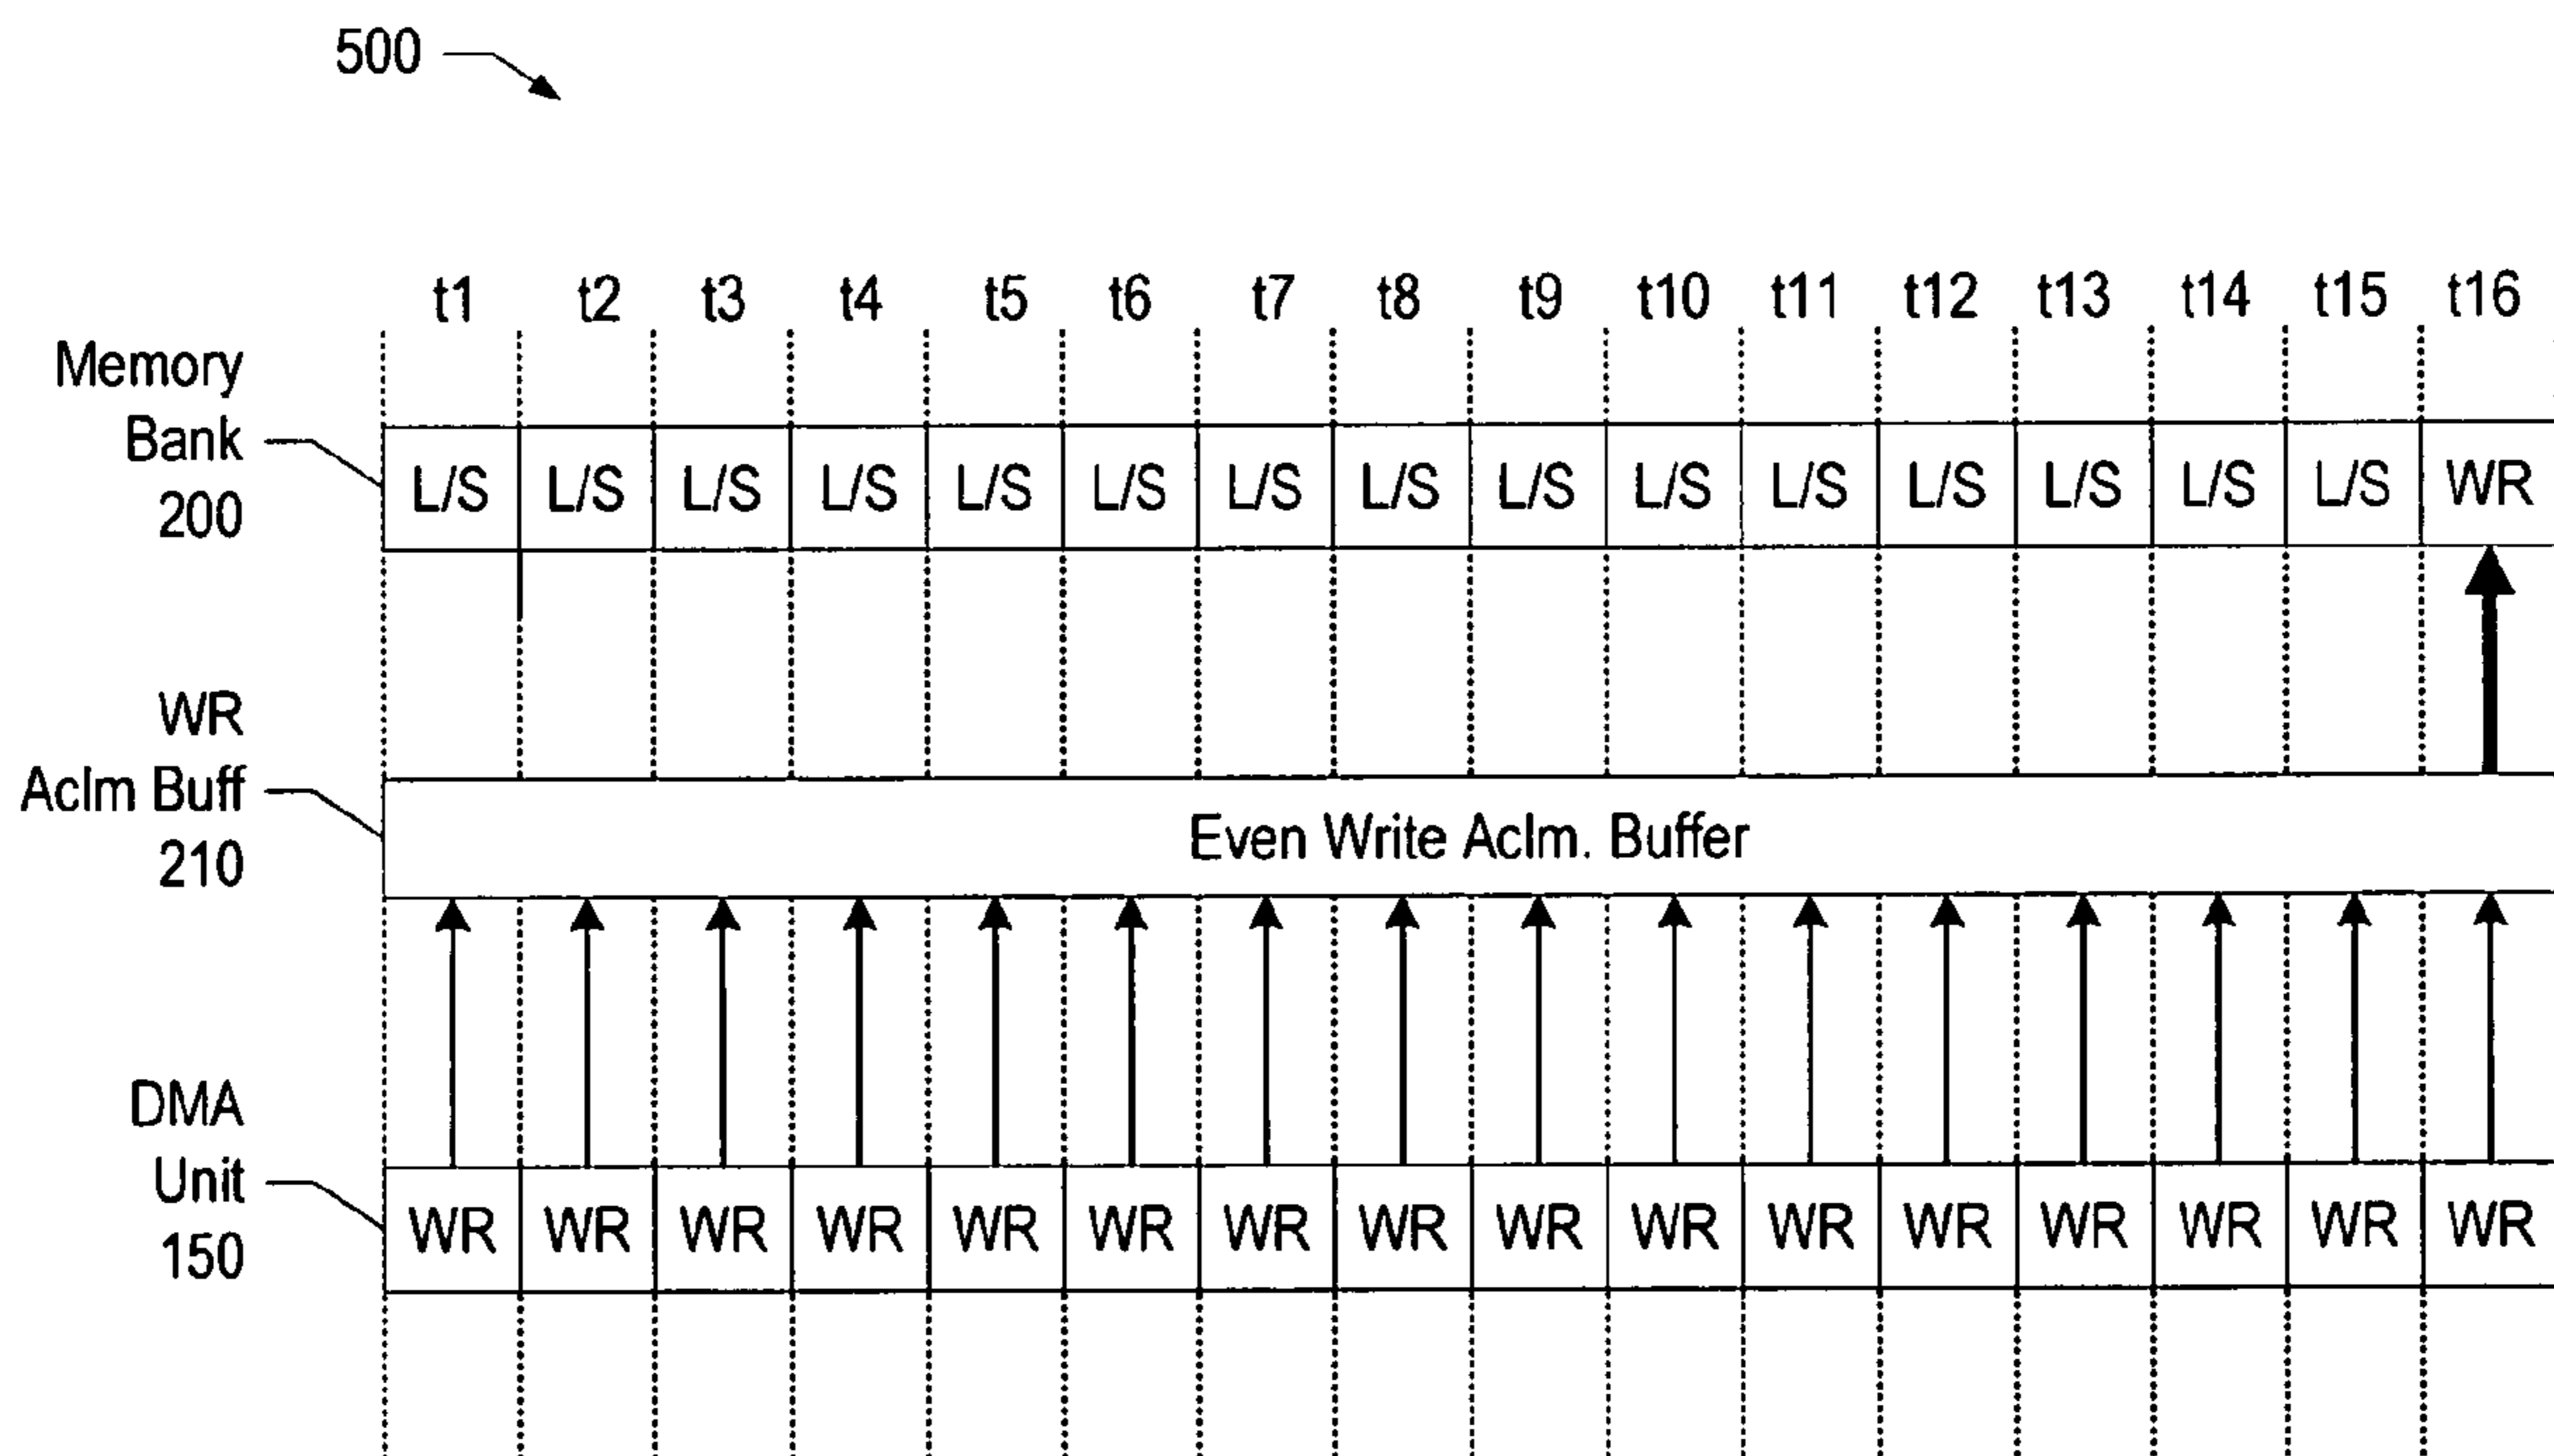 500
t1 t2 t3 t4 t5 t6 t7 t8 t9 t10 t11 t12 t13 t14 t15 t16
Memory
Bank
200
L/S L/S L/S L/S L/S L/S L/S L/S L/S L/S L/S L/S L/S L/S L/S WR
WR
Aclm Buff
210
Even Write Aclm. Buffer
DMA
Unit
150
WR WR WR WR WR WR WR WR WR WR WR WR WR WR WR WR